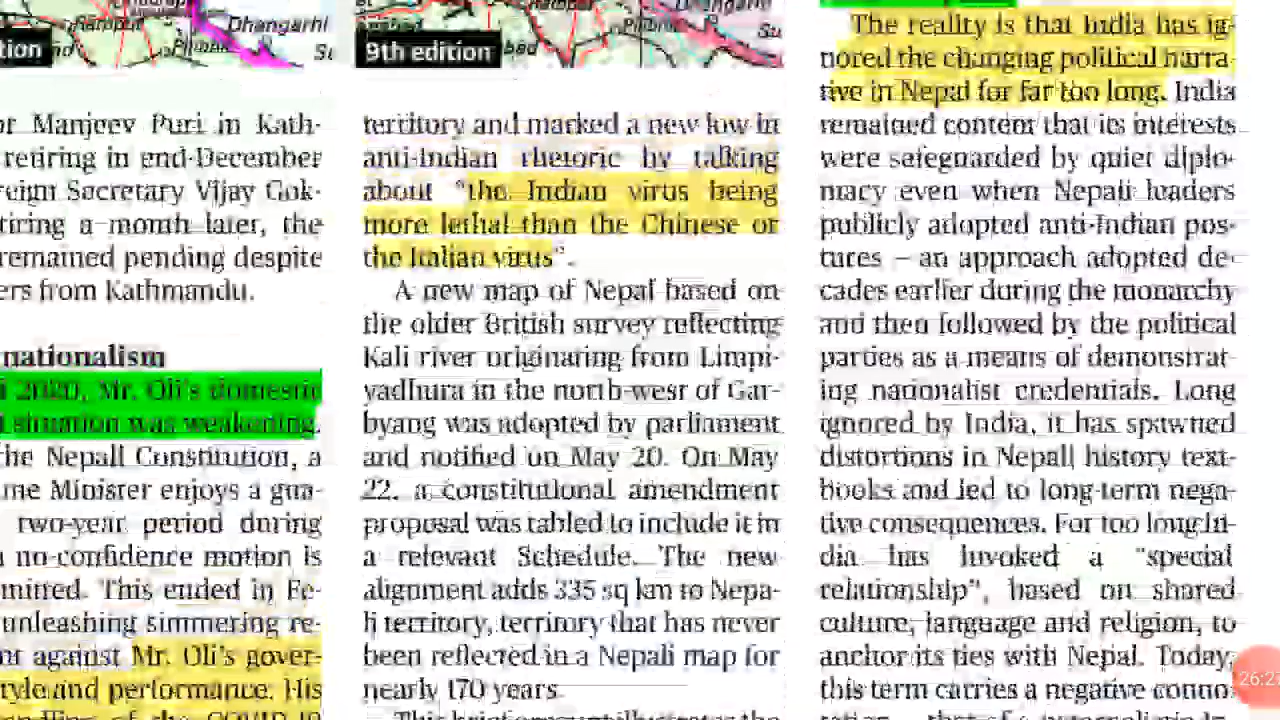 tion
Dhangarhi
9th edition
or Manjeev Puri in Kath-
retiring in end-December
reign Secretary Vijay Gok-
tiring a month later, the
remained pending despite
ers from Kathmandu.
nationalism
2020, Mr. Oli's domestic
situation was weakening.
the Nepali Constitution, a
me Minister enjoys a gua-
two-year period during
no-confidence motion is
mitted. This ended in Fe-
unleashing simmering re-
nt against Mr. Oli's gover-
tyle and performance. His
of the COVID-19
territory and marked a new low in
anti-Indian rhetoric by talking
about "the Indian virus being
more lethal than the Chinese or
the Italian virus".
A new map of Nepal based on
the older British survey reflecting
Kali river originating from Limpi-
yadhura in the north-west of Gar-
byang was adopted by parliament
and notified on May 20. On May
22, a constitutional amendment
proposal was tabled to include it in
a relevant Schedule. The new
alignment adds 335 sq km to Nepa-
li territory, territory that has never
been reflected in a Nepali map for
nearly 170 years.
the
The reality is that India has ig-
nored the changing political narra-
tive in Nepal for far too long. India
remained content that its interests
were safeguarded by quiet diplo-
macy even when Nepali leaders
publicly adopted anti-Indian pos-
tures — an approach adopted de-
cades earlier during the monarchy
and then followed by the political
parties as a means of demonstrat-
ing nationalist credentials. Long
ignored by India, it has spawned
distortions in Nepali history text-
books and led to long-term nega-
tive consequences. For too long In-
dia has invoked a "special
relationship", based on shared
culture, language and religion, to
anchor its ties with Nepal. Today,
this term carries a negative conno-